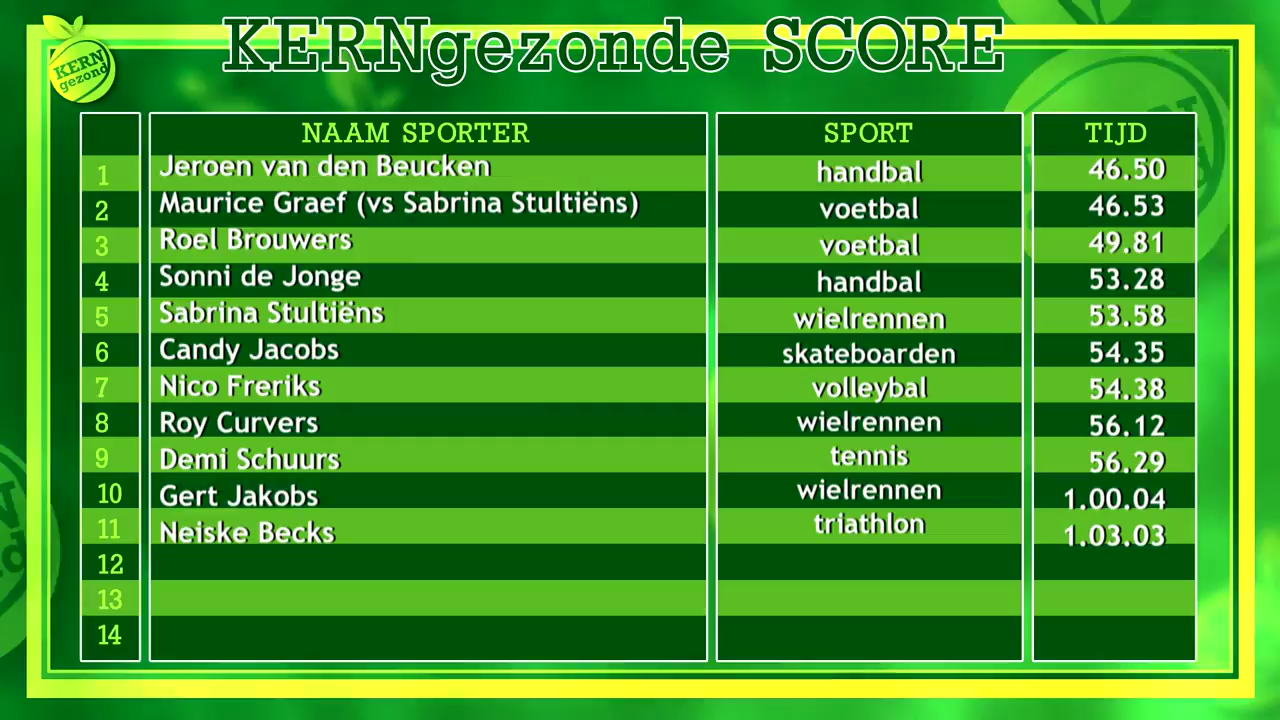 KERNgezonde SCORE
KERN
gezond
NAAM SPORTER SPORT TIJD
1 Jeroen van den Beucken handbal 46.50
2 Maurice Graef (vs Sabrina Stultiëns) voetbal 46.53
3 Roel Brouwers voetbal 49.81
4 Sonni de Jonge handbal 53.28
5 Sabrina Stultiëns wielrennen 53.58
6 Candy Jacobs skateboarden 54.35
7 Nico Freriks volleybal 54.38
8 Roy Curvers wielrennen 56.12
9 Demi Schuurs tennis 56.29
10 Gert Jakobs wielrennen 1.00.04
11 Neiske Becks triathlon 1.03.03
12
13
14